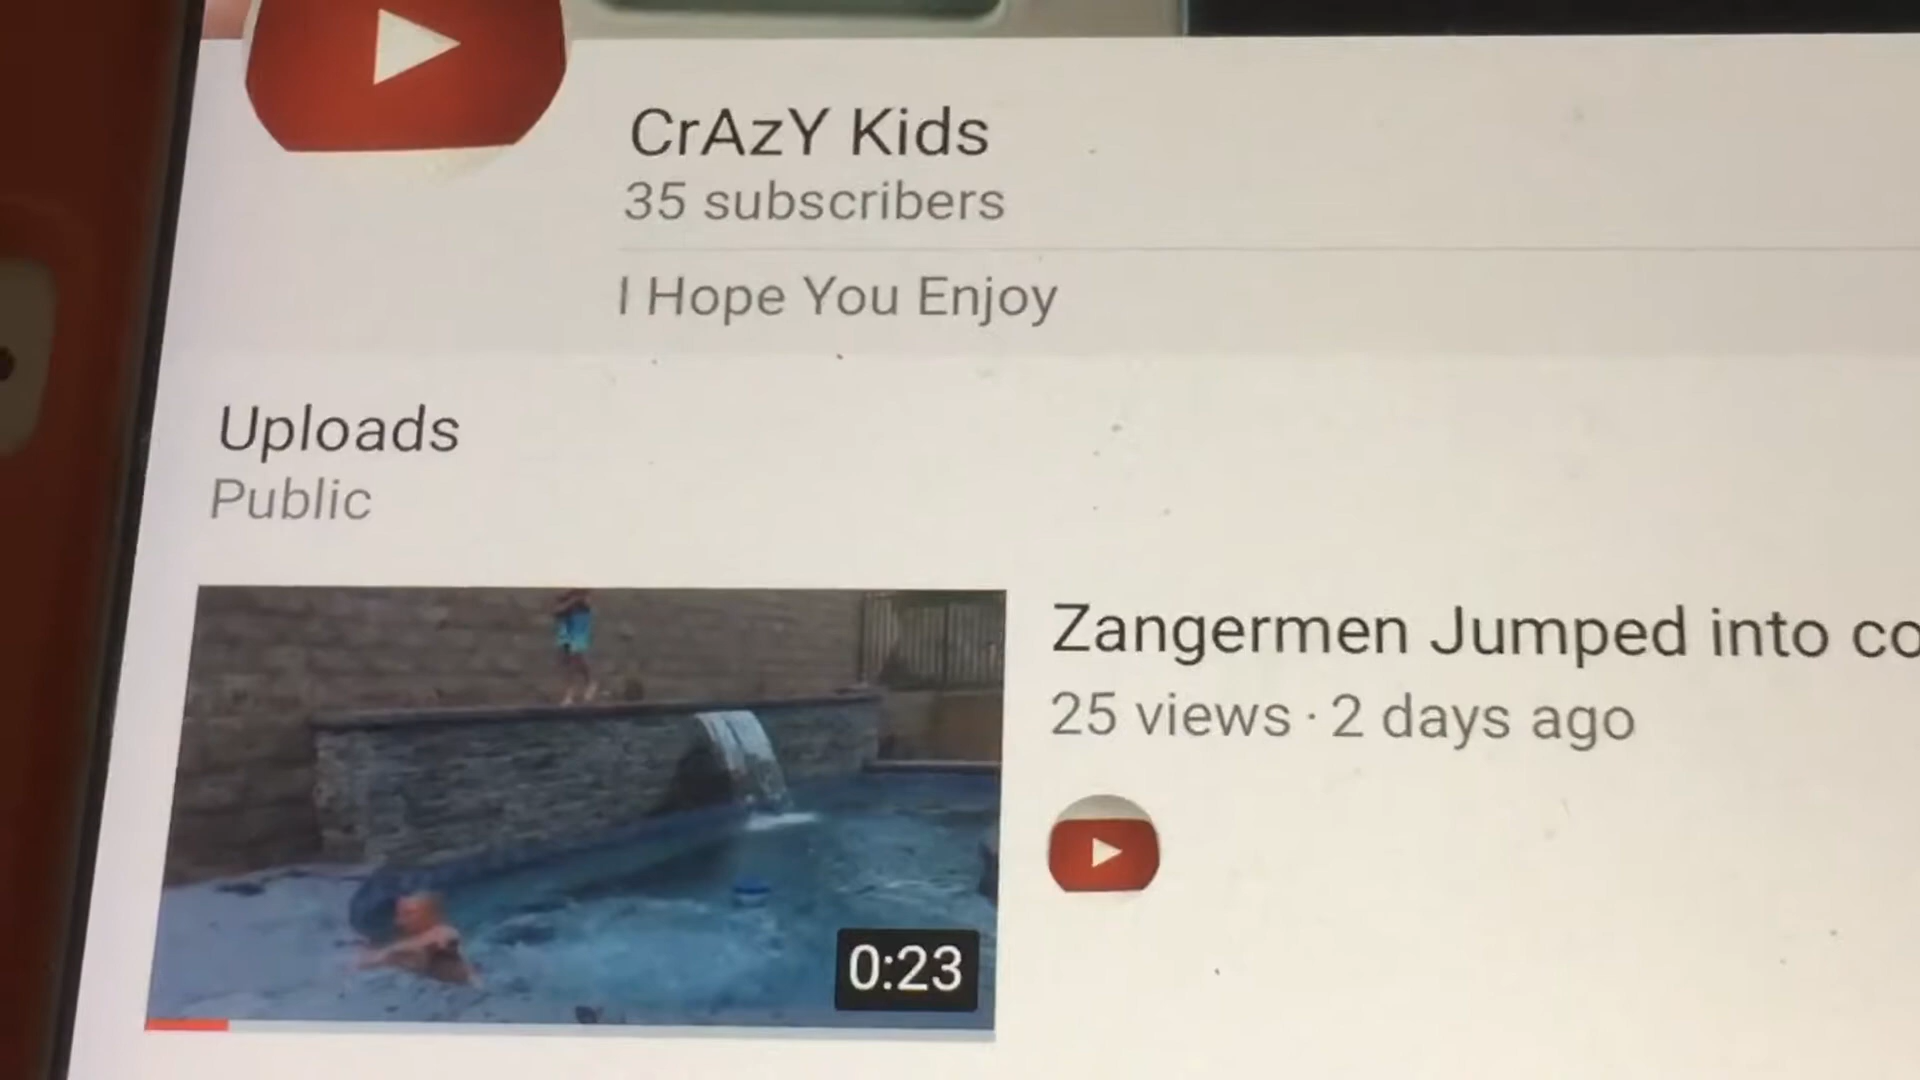 CrAzY Kids
35 subscribers
I Hope You Enjoy
Uploads
Public
Zangermen Jumped into
25 views · 2 days ago
0:23